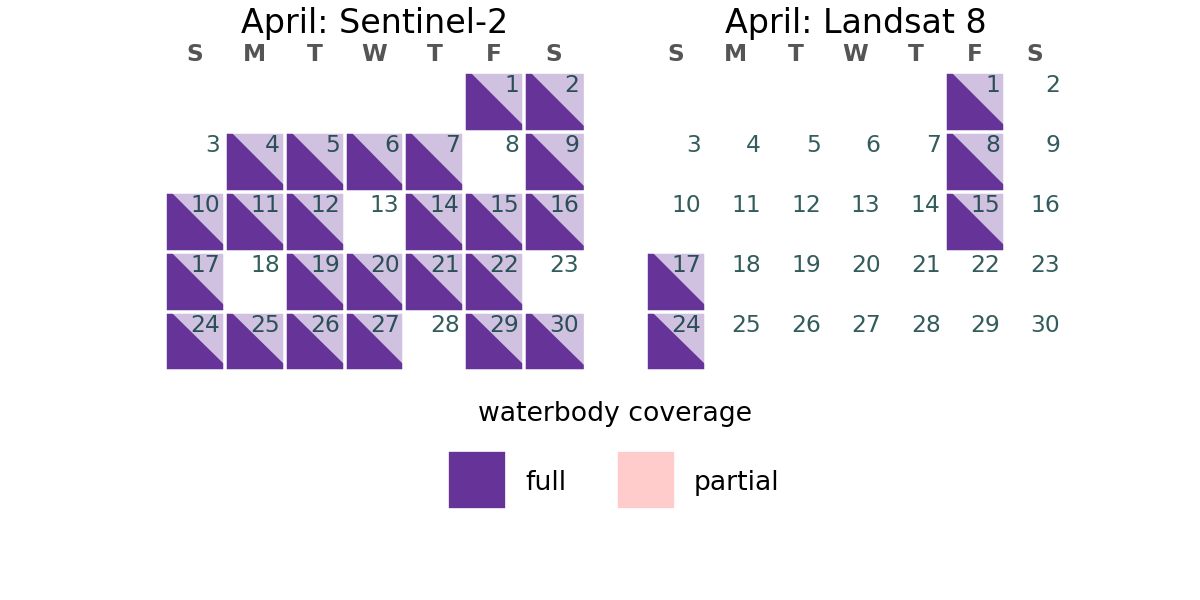 April: Sentinel-2
S M T W T F S
1 2
3 4 5 6 7 8 9
10 11 12 13 14 15 16
17 18 19 20 21 22 23
24 25 26 27 28 29 30
April: Landsat 8
S M T W T F S
1 2
3 4 5 6 7 8 9
10 11 12 13 14 15 16
17 18 19 20 21 22 23
24 25 26 27 28 29 30
waterbody coverage
full partial